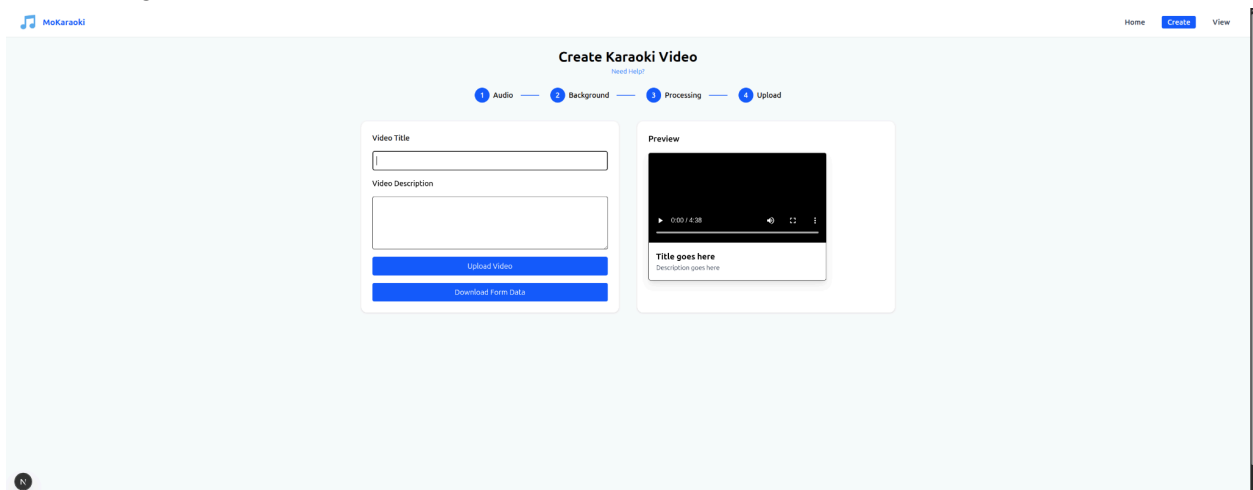 MoKaraoki
Home Create View
Create Karaoki Video
Need Help?
1 Audio 2 Background 3 Processing 4 Upload
Video Title
Video Description
Upload Video
Download Form Data
Preview
0:00 / 4:38
Title goes here
Description goes here
N